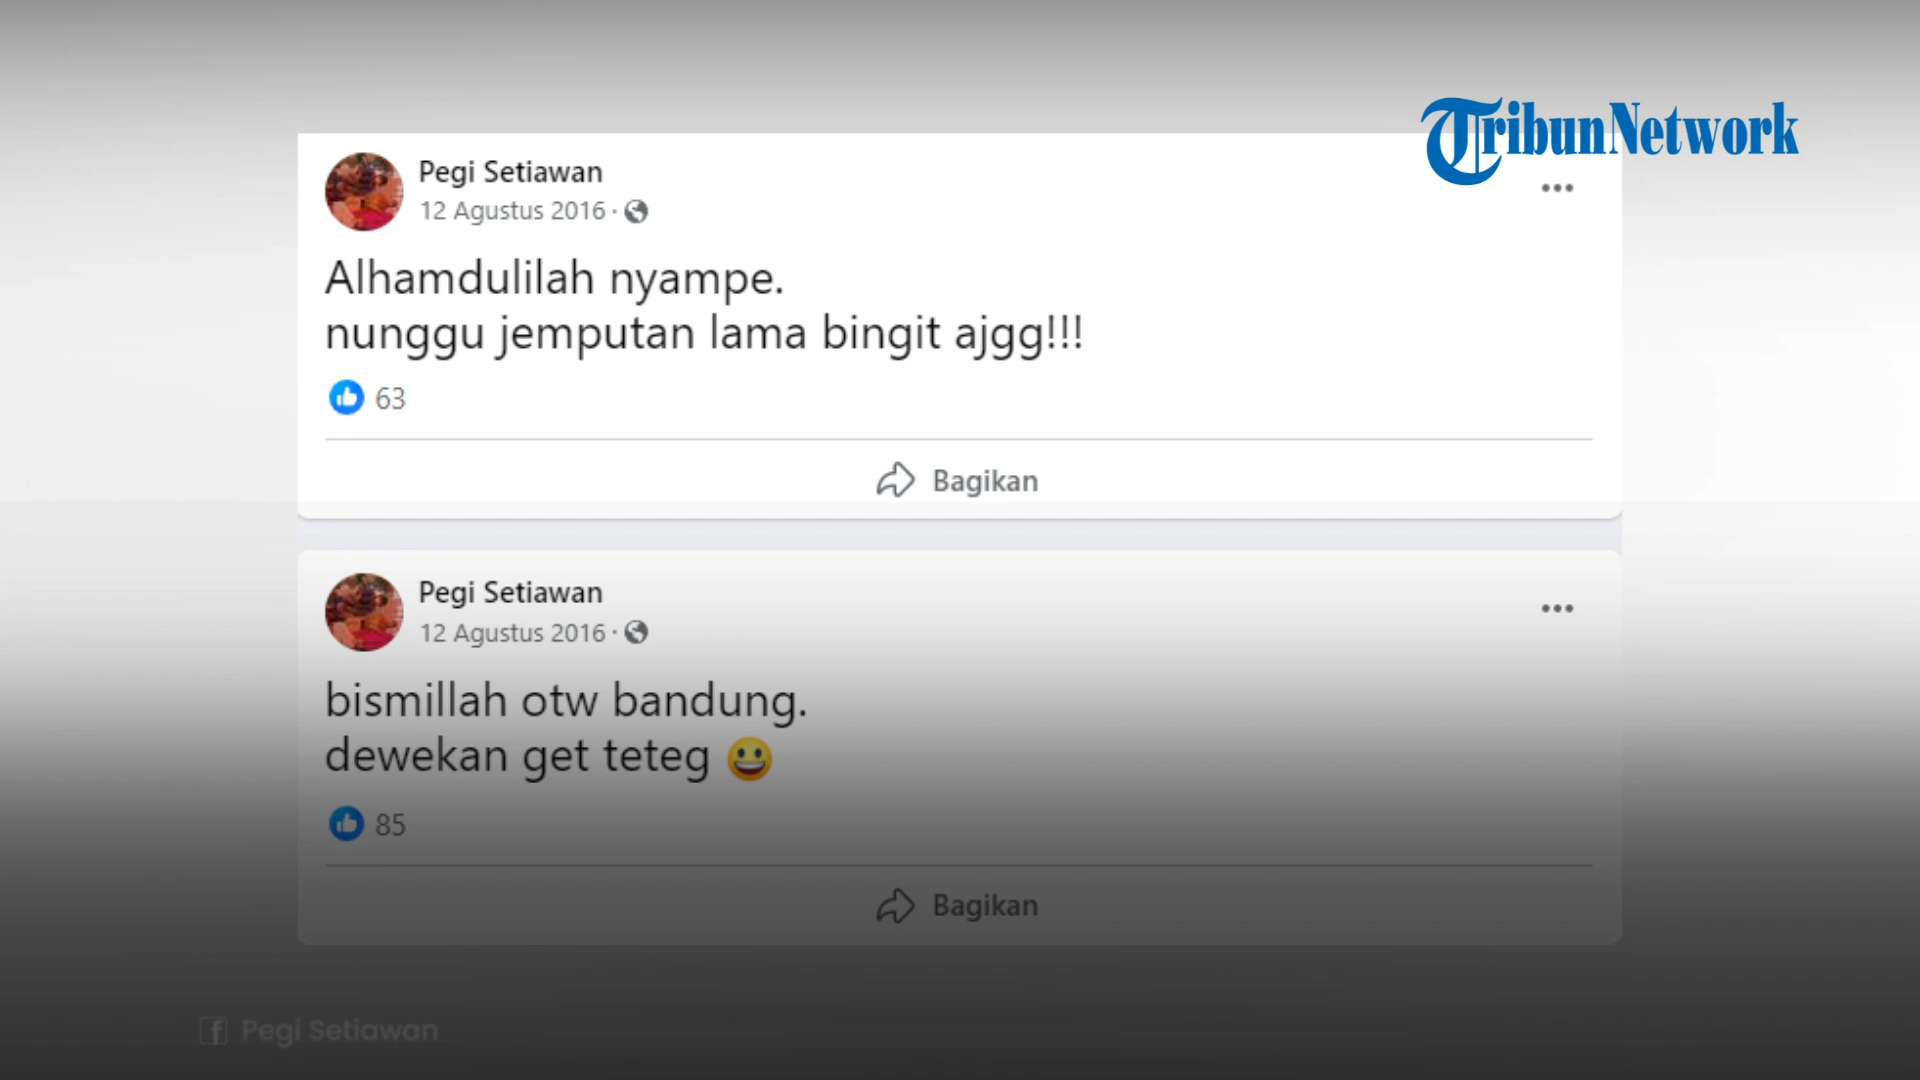 TribunNetwork
Pegi Setiawan
12 Agustus 2016 ·
Alhamdulilah nyampe.
nunggu jemputan lama bingit ajgg!!!
63
Bagikan
Pegi Setiawan
12 Agustus 2016 ·
bismillah otw bandung.
dewekan get teteg 😀
85
Bagikan
f Pegi Setiawan